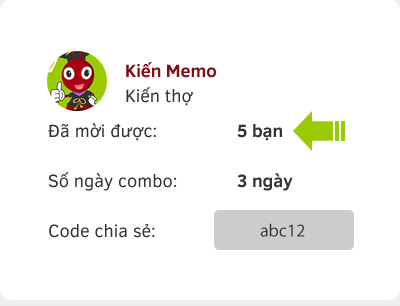 Kiến Memo
Kiến thợ
Đã mời được: 5 bạn
Số ngày combo: 3 ngày
Code chia sẻ: abc12